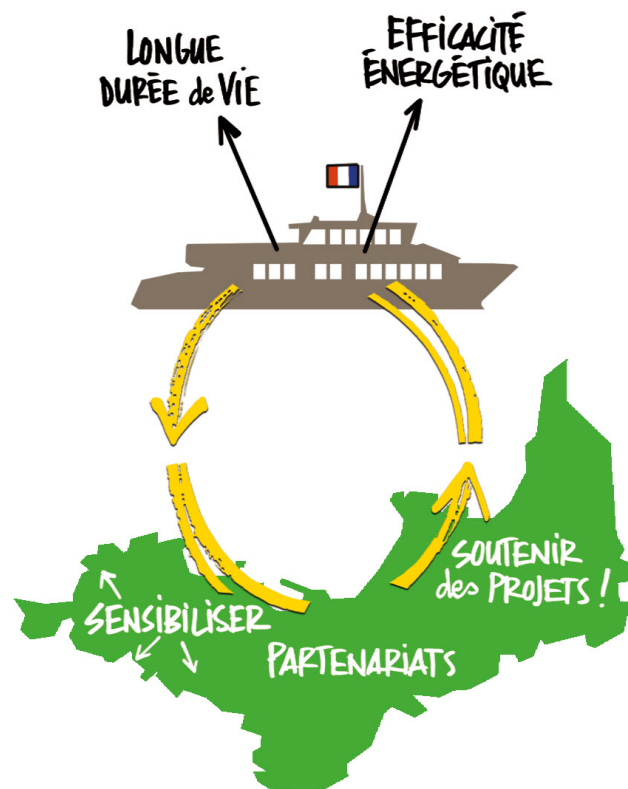 LONGUE
DURÉE de VIE
EFFICACITÉ
ÉNERGÉTIQUE
SOUTENIR
des PROJETS !
SENSIBILISER
PARTENARIATS